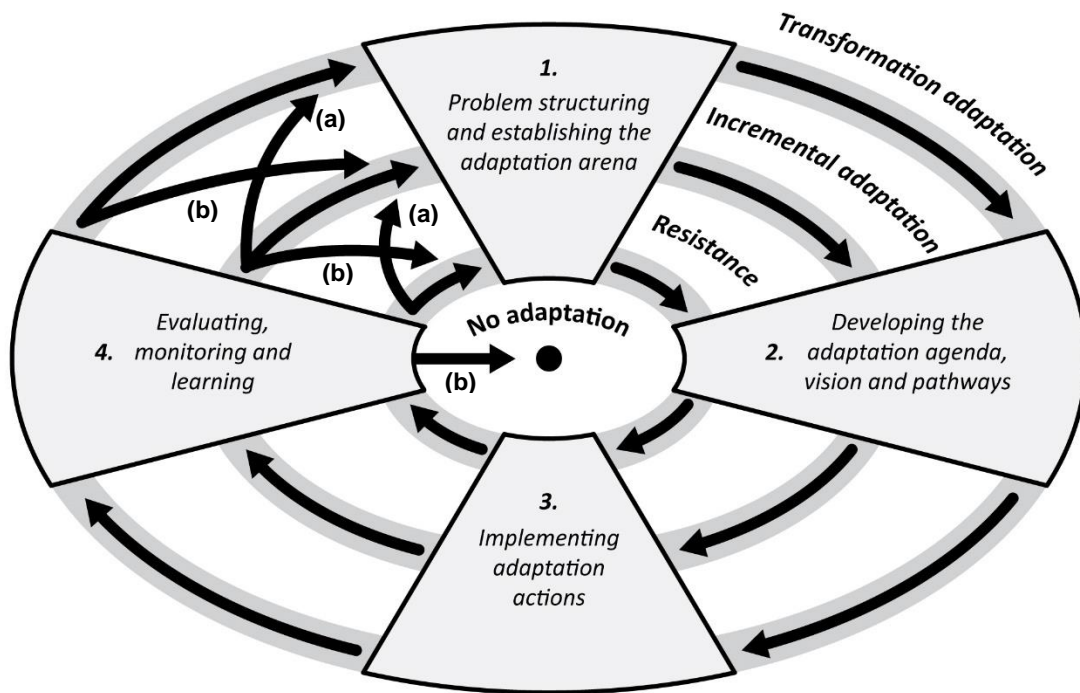 1.
Problem structuring
and establishing the
adaptation arena
Transformation adaptation
Incremental adaptation
Resistance
(a)
(b)
(a)
(b)
No adaptation
(b)
4.
Evaluating,
monitoring and
learning
2.
Developing the
adaptation agenda,
vision and pathways
3.
Implementing
adaptation
actions